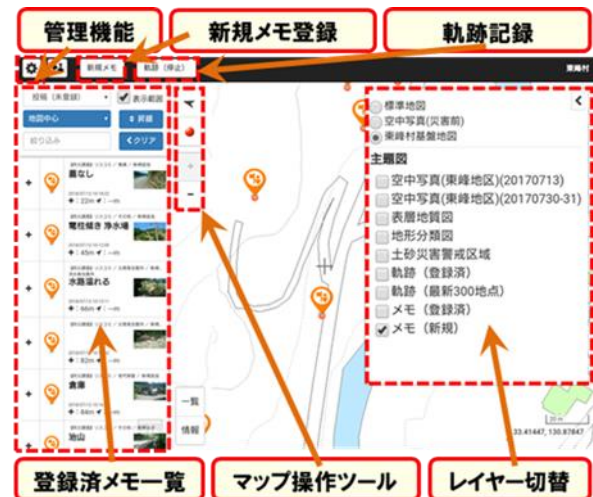 管理機能
新規メモ登録
軌跡記録
新規メモ
軌跡（停止）
東峰村
投稿（未登録）
表示範囲
地図中心
昇順
絞り込み
クリア
標準地図
空中写真(災害前)
東峰村基盤地図
主題図
空中写真(東峰地区)(20170713)
空中写真(東峰地区)(20170730-31)
表層地質図
地形分類図
土砂災害警戒区域
軌跡（登録済）
軌跡（最新300地点）
メモ（登録済）
メモ（新規）
蓋なし
電柱傾き 浄水場
水路溢れる
倉庫
治山
一覧
情報
20 m
33.41447, 130.87847
登録済メモ一覧
マップ操作ツール
レイヤー切替